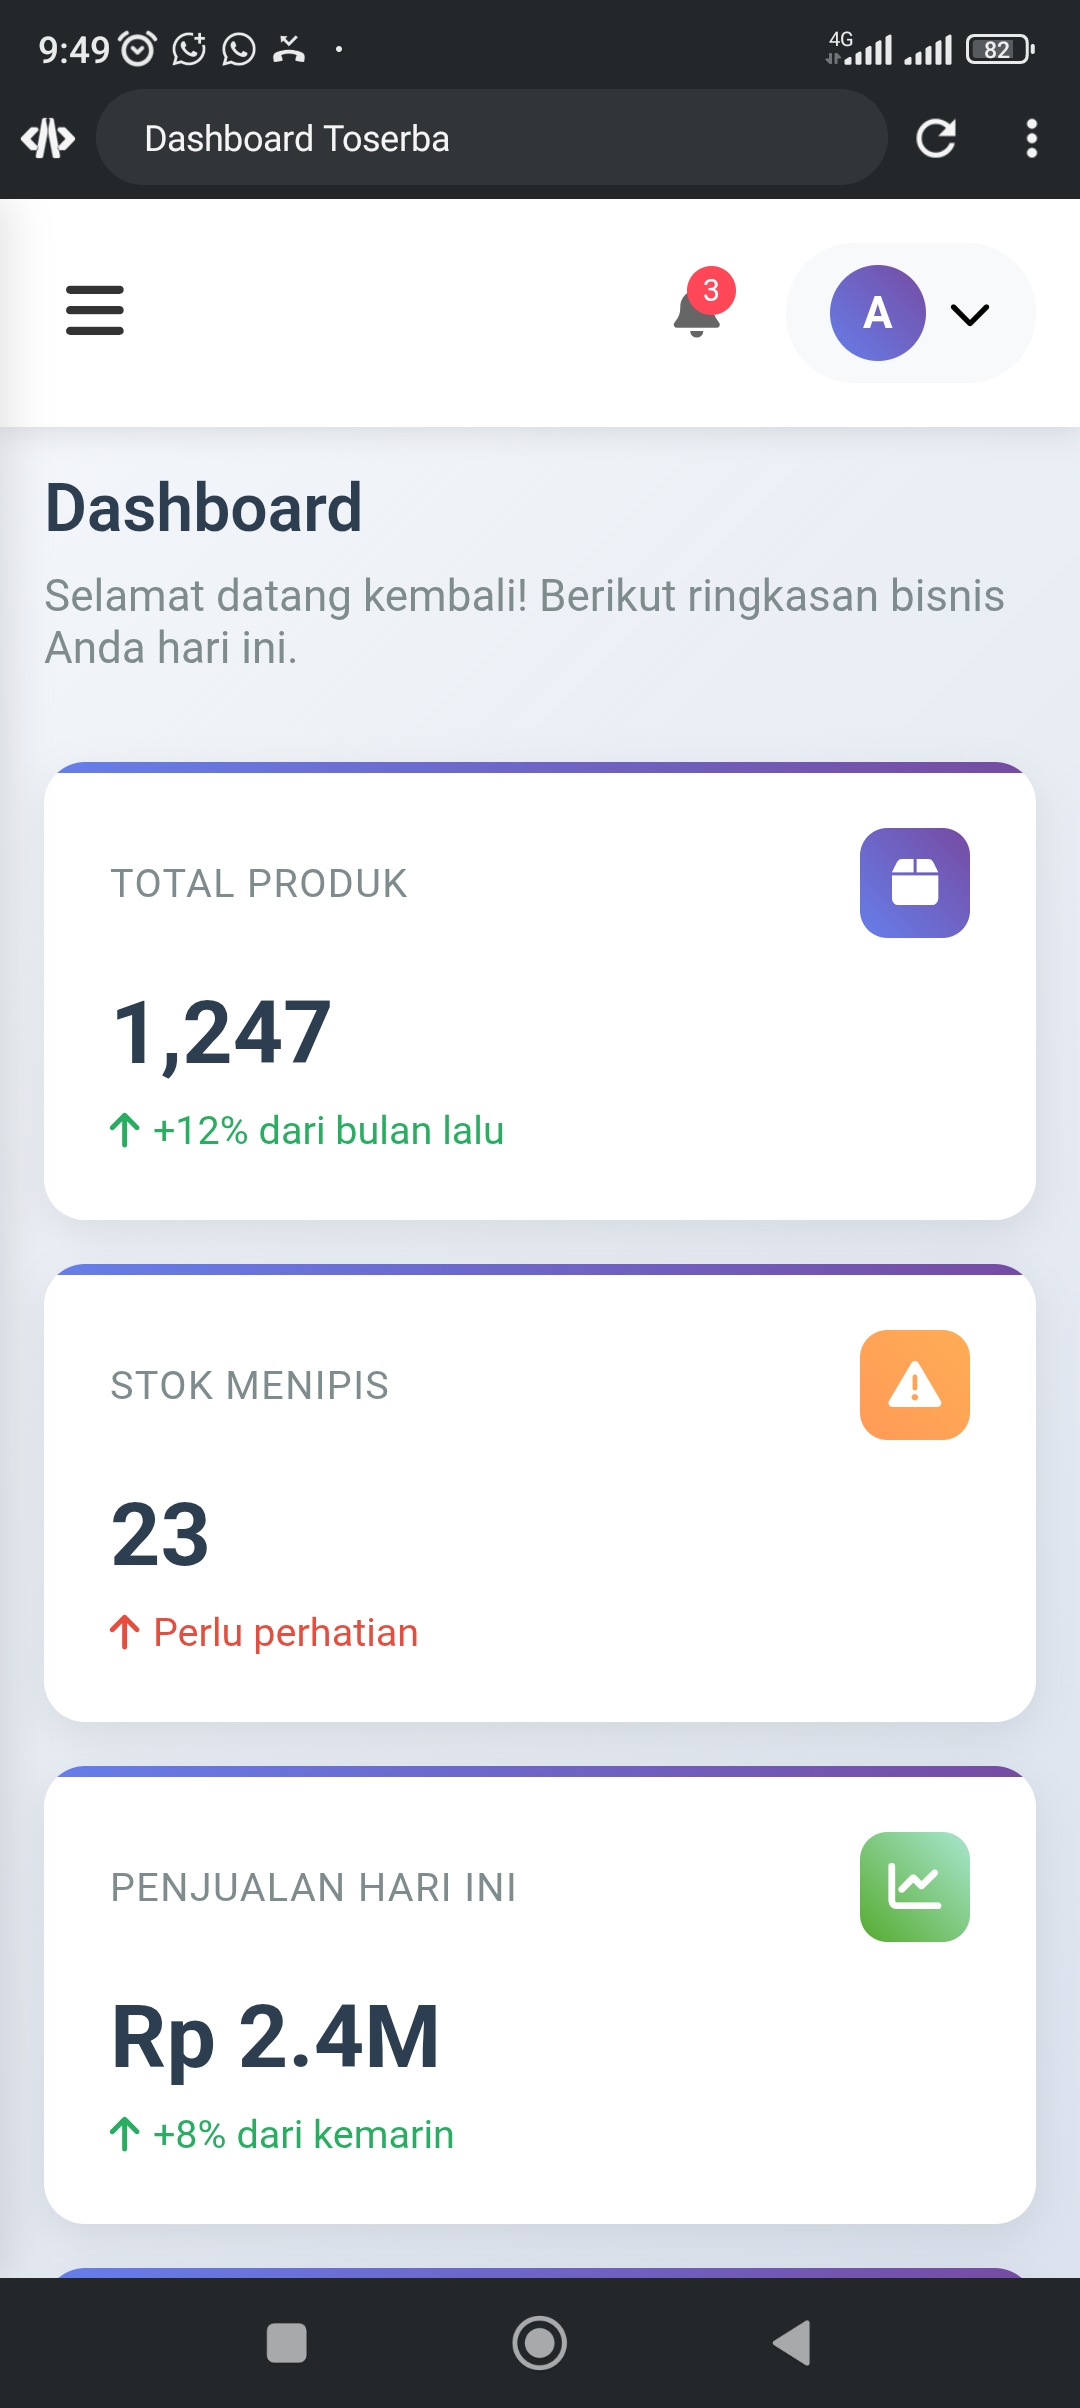 9:49
4G
82
Dashboard Toserba
3
A
Dashboard
Selamat datang kembali! Berikut ringkasan bisnis
Anda hari ini.
TOTAL PRODUK
1,247
+12% dari bulan lalu
STOK MENIPIS
23
Perlu perhatian
PENJUALAN HARI INI
Rp 2.4M
+8% dari kemarin